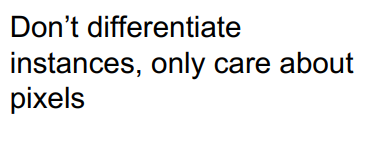 Don’t differentiate
instances, only care about
pixels